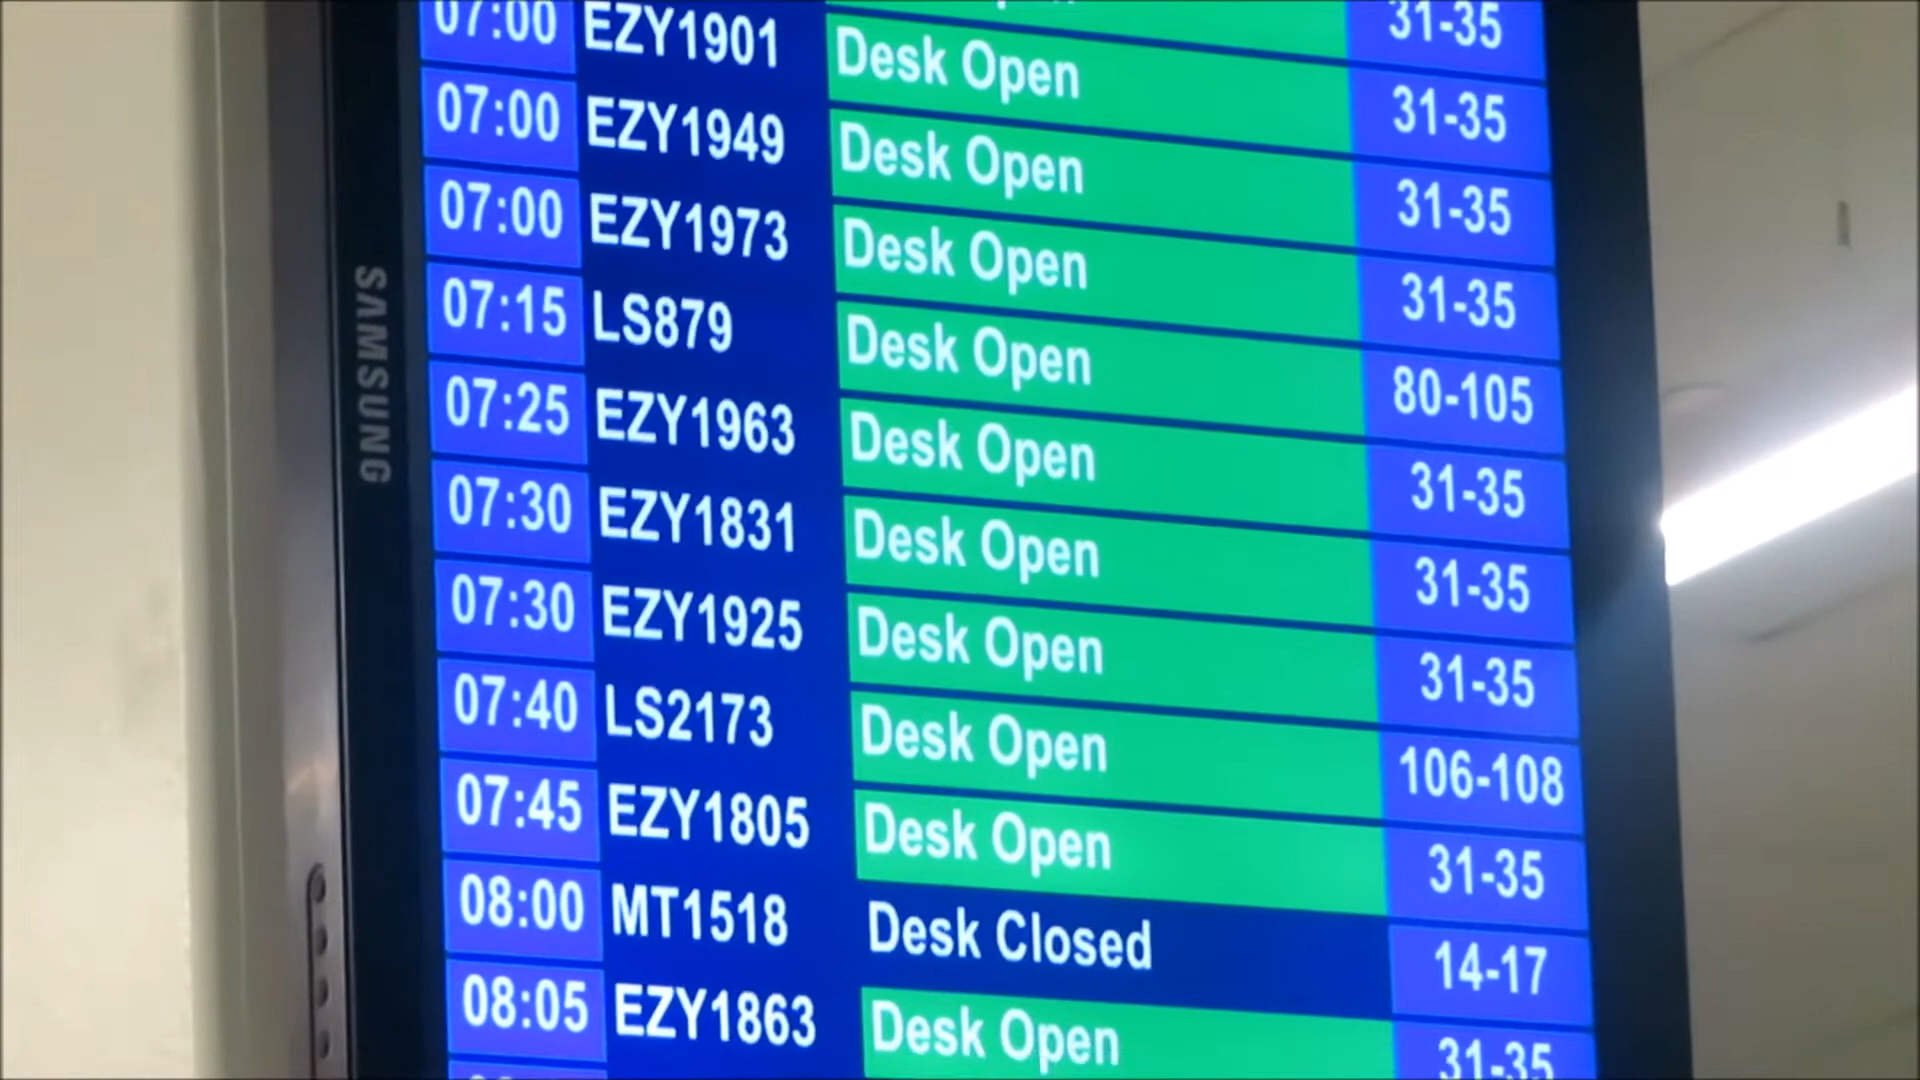 31-35
07:00 EZY1901 Desk Open 31-35
07:00 EZY1949 Desk Open 31-35
07:00 EZY1973 Desk Open 31-35
07:15 LS879 Desk Open 80-105
07:25 EZY1963 Desk Open 31-35
07:30 EZY1831 Desk Open 31-35
07:30 EZY1925 Desk Open 31-35
07:40 LS2173 Desk Open 106-108
07:45 EZY1805 Desk Open 31-35
08:00 MT1518 Desk Closed 14-17
08:05 EZY1863 Desk Open 31-35
SAMSUNG